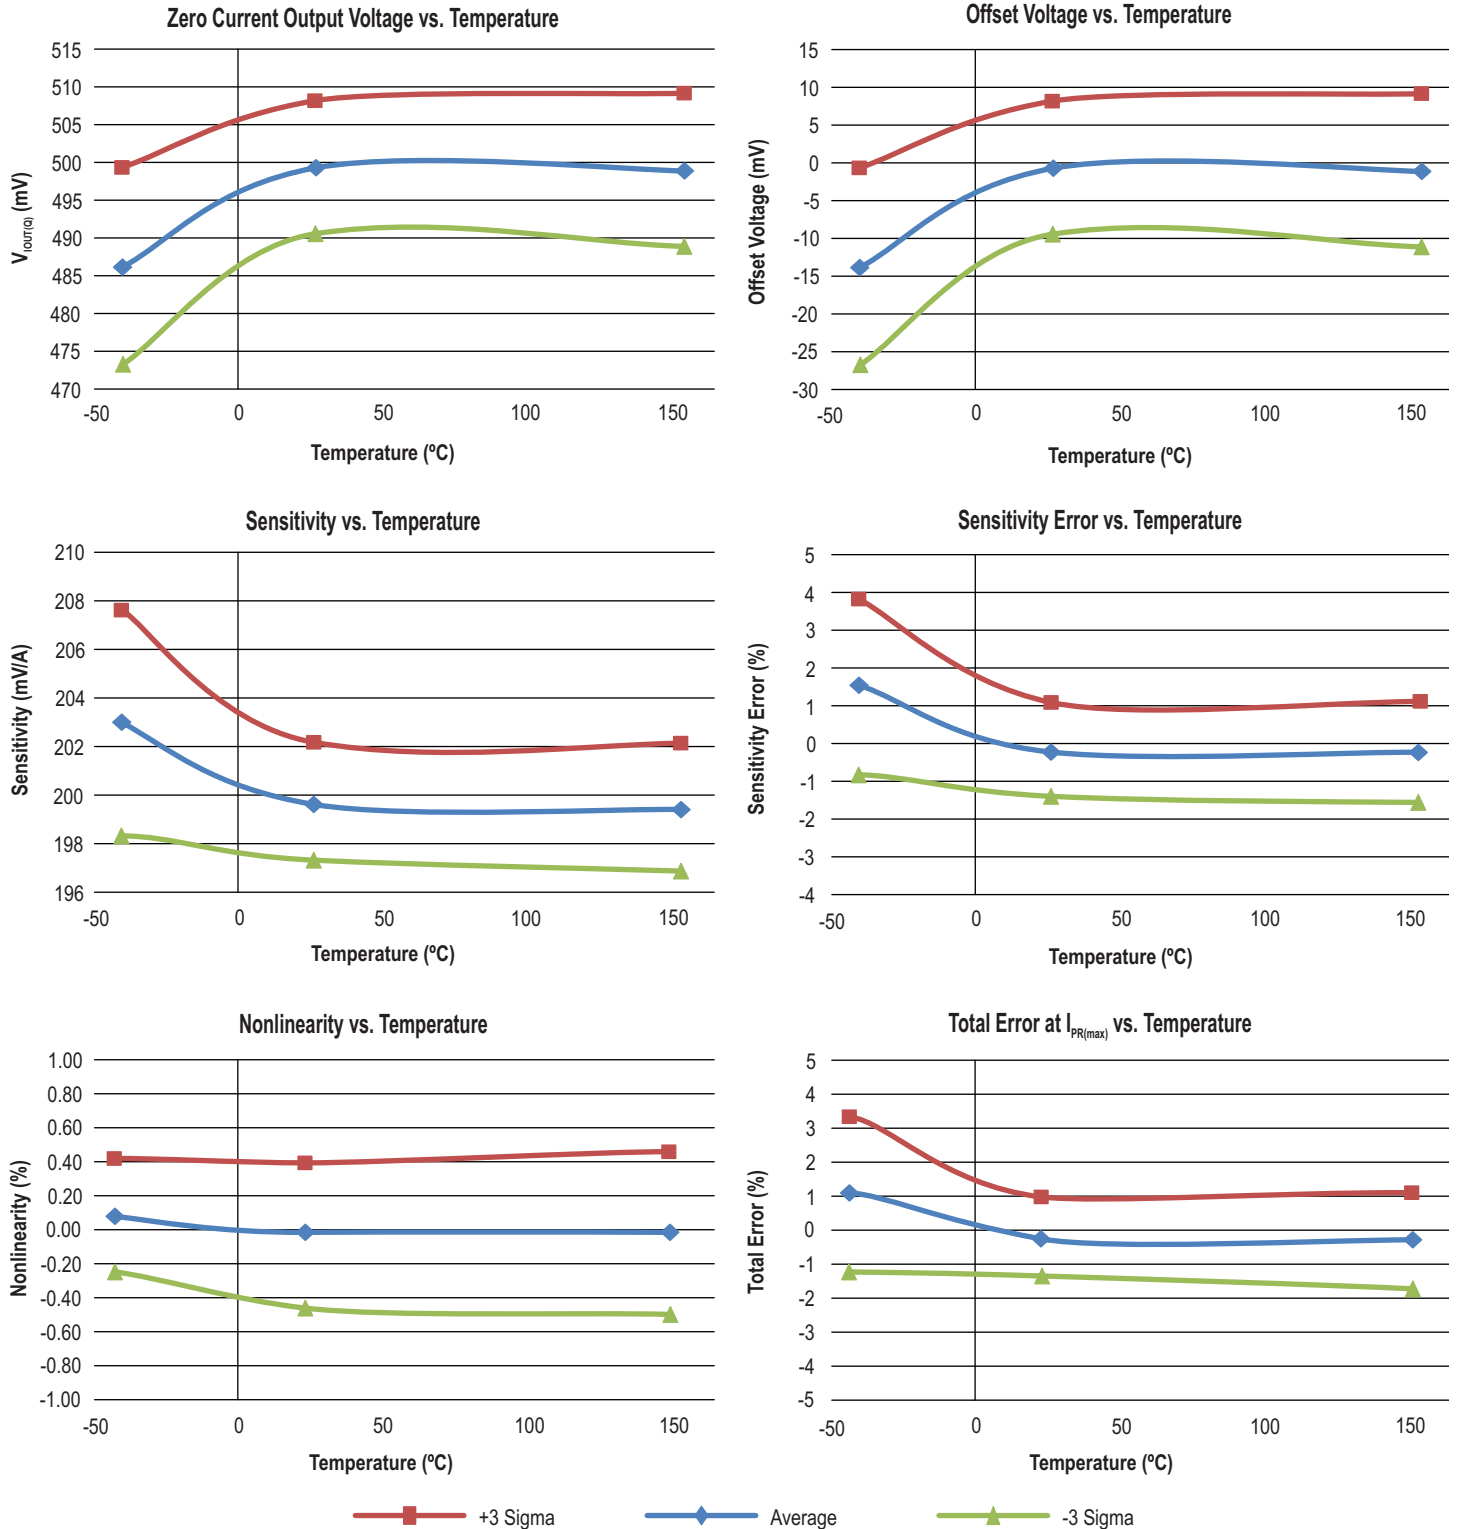 Zero Current Output Voltage vs. Temperature
515
510
505
500
495
490
485
480
475
470
V_IOUT(Q) (mV)
-50 0 50 100 150
Temperature (ºC)
Offset Voltage vs. Temperature
15
10
5
0
-5
-10
-15
-20
-25
-30
Offset Voltage (mV)
-50 0 50 100 150
Temperature (ºC)
Sensitivity vs. Temperature
210
208
206
204
202
200
198
196
Sensitivity (mV/A)
-50 0 50 100 150
Temperature (ºC)
Sensitivity Error vs. Temperature
5
4
3
2
1
0
-1
-2
-3
-4
Sensitivity Error (%)
-50 0 50 100 150
Temperature (ºC)
Nonlinearity vs. Temperature
1.00
0.80
0.60
0.40
0.20
0.00
-0.20
-0.40
-0.60
-0.80
-1.00
Nonlinearity (%)
-50 0 50 100 150
Temperature (ºC)
Total Error at I_PR(max) vs. Temperature
5
4
3
2
1
0
-1
-2
-3
-4
-5
Total Error (%)
-50 0 50 100 150
Temperature (ºC)
+3 Sigma Average -3 Sigma